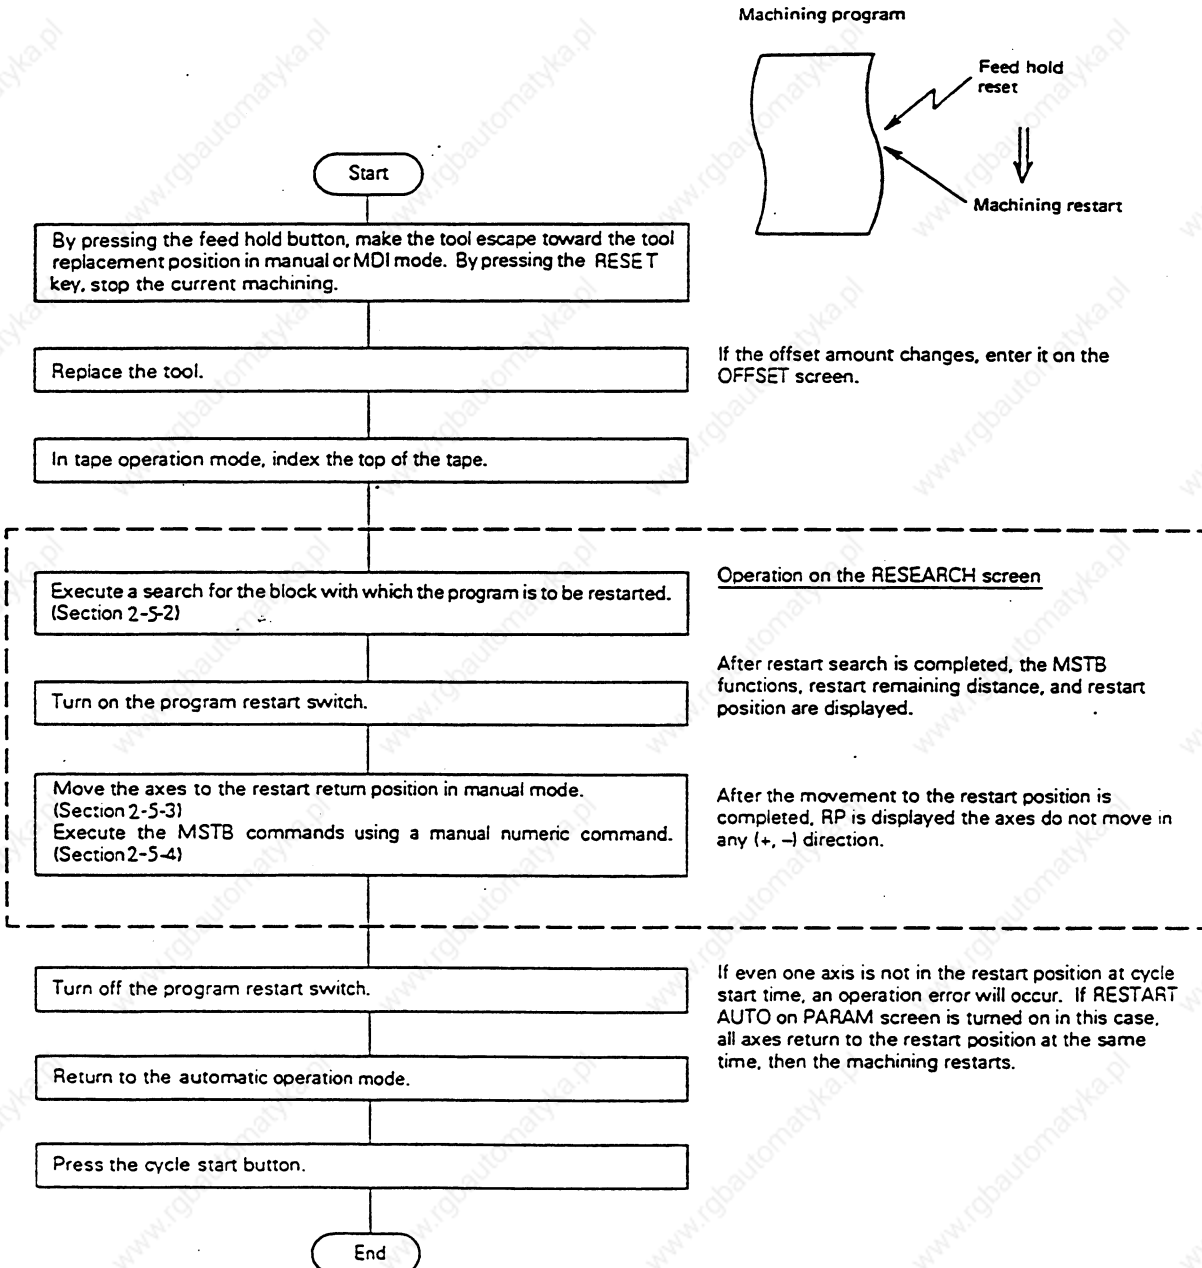 Machining program
Feed hold
reset
Machining restart
Start
By pressing the feed hold button, make the tool escape toward the tool
replacement position in manual or MDI mode. By pressing the RESET
key, stop the current machining.
Replace the tool.
If the offset amount changes, enter it on the
OFFSET screen.
In tape operation mode, index the top of the tape.
Execute a search for the block with which the program is to be restarted.
(Section 2-5-2)
Operation on the RESEARCH screen
Turn on the program restart switch.
After restart search is completed, the MSTB
functions, restart remaining distance, and restart
position are displayed.
Move the axes to the restart return position in manual mode.
(Section 2-5-3)
Execute the MSTB commands using a manual numeric command.
(Section 2-5-4)
After the movement to the restart position is
completed, RP is displayed the axes do not move in
any (+, –) direction.
Turn off the program restart switch.
If even one axis is not in the restart position at cycle
start time, an operation error will occur. If RESTART
AUTO on PARAM screen is turned on in this case,
all axes return to the restart position at the same
time, then the machining restarts.
Return to the automatic operation mode.
Press the cycle start button.
End
www.rgbautomatyka.pl